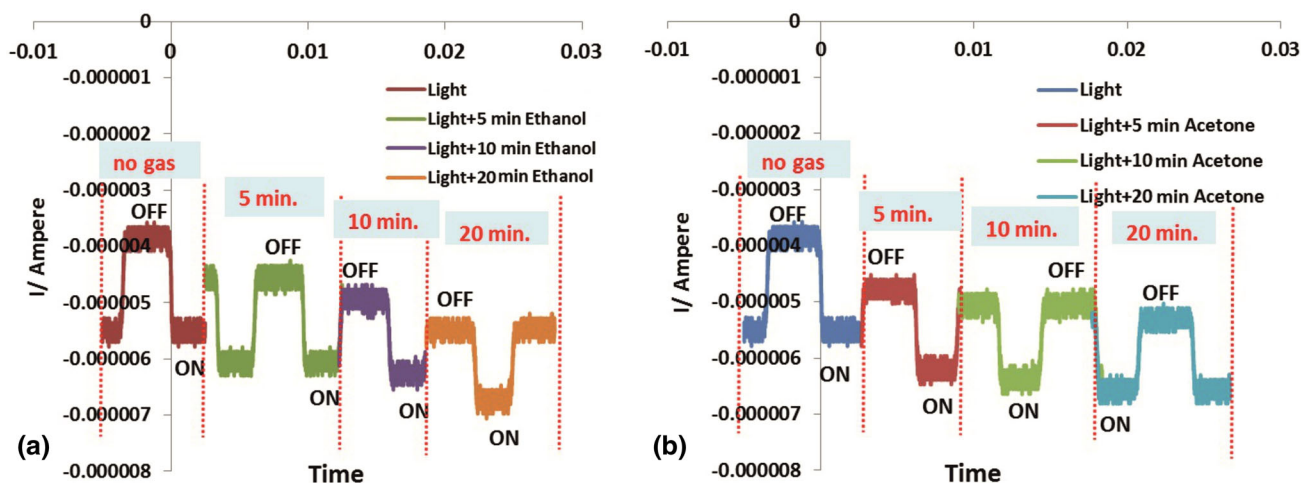 0
-0.01 0 0.01 0.02 0.03
-0.000001
-0.000002
-0.000003
-0.000004
-0.000005
-0.000006
-0.000007
-0.000008
I/ Ampere
Time
Light
Light+5 min Ethanol
Light+10 min Ethanol
Light+20 min Ethanol
no gas
5 min.
10 min.
20 min.
OFF
OFF
OFF
OFF
ON
ON
ON
ON
(a)
0
-0.01 0 0.01 0.02 0.03
-0.000001
-0.000002
-0.000003
-0.000004
-0.000005
-0.000006
-0.000007
-0.000008
I/ Ampere
Time
Light
Light+5 min Acetone
Light+10 min Acetone
Light+20 min Acetone
no gas
5 min.
10 min.
20 min.
OFF
OFF
OFF
OFF
ON
ON
ON
ON
(b)